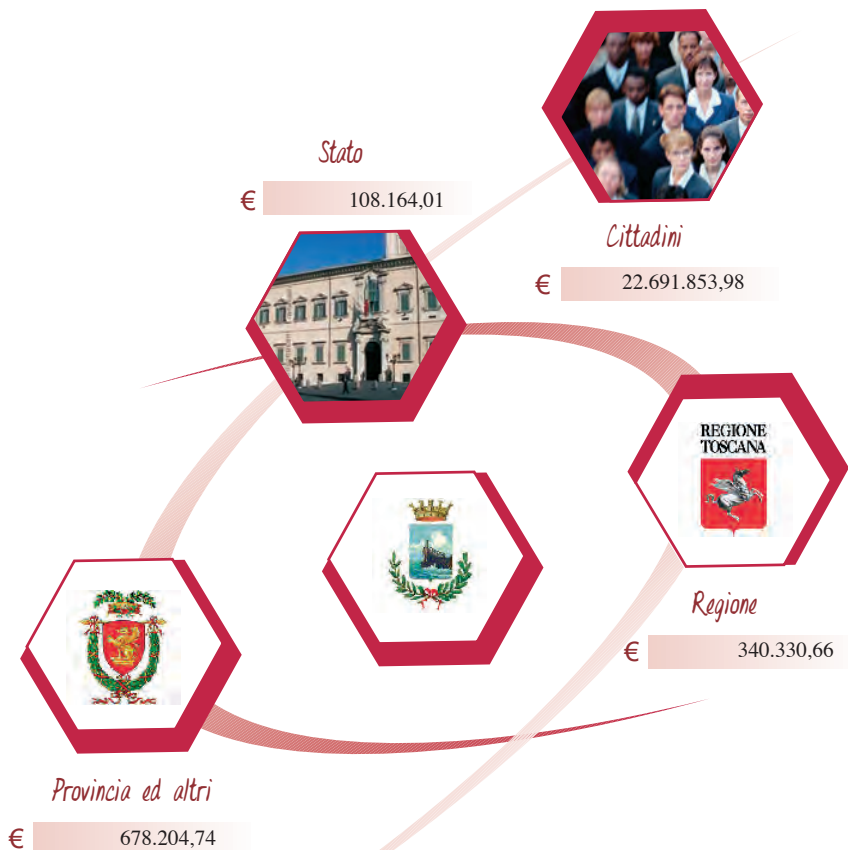 Stato
€ 108.164,01
Cittadini
€ 22.691.853,98
REGIONE
TOSCANA
Regione
€ 340.330,66
Provincia ed altri
€ 678.204,74